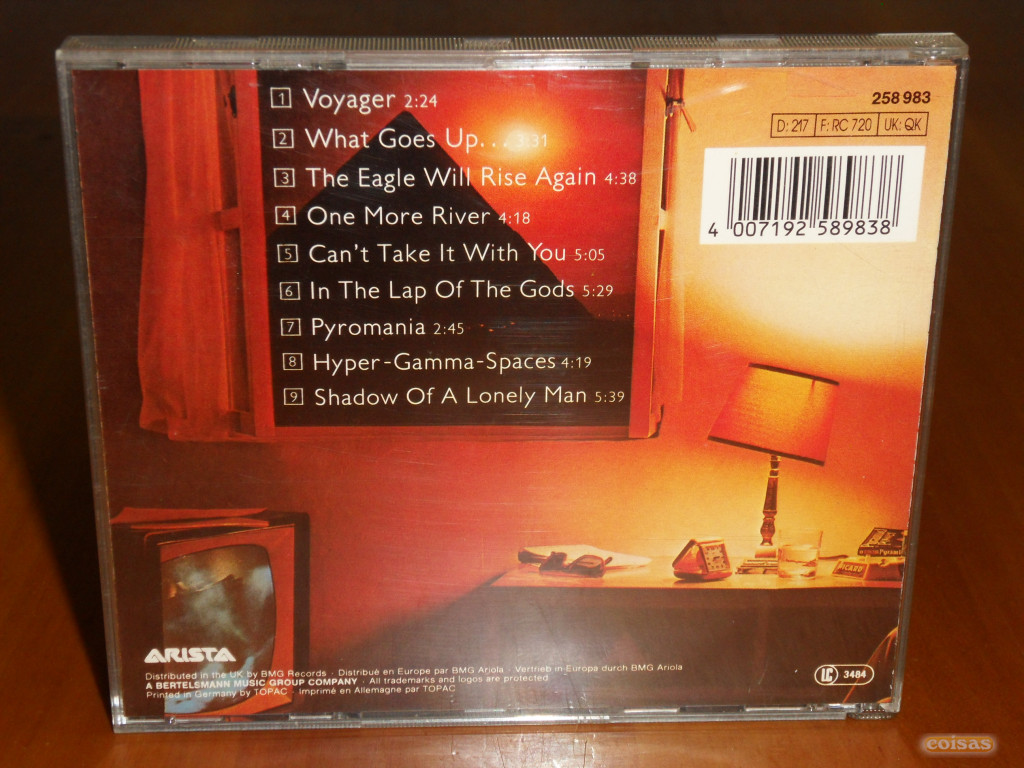 1 Voyager 2:24
2 What Goes Up... 3:31
3 The Eagle Will Rise Again 4:38
4 One More River 4:18
5 Can't Take It With You 5:05
6 In The Lap Of The Gods 5:29
7 Pyromania 2:45
8 Hyper-Gamma-Spaces 4:19
9 Shadow Of A Lonely Man 5:39
258 983
D: 217 F: RC 720 UK: QK
4 007192 589838
ARISTA
Distributed in the UK by BMG Records · Distribué en Europe par BMG Ariola · Vertrieb in Europa durch BMG Ariola
A BERTELSMANN MUSIC GROUP COMPANY · All trademarks and logos are protected
Printed in Germany by TOPAC · Imprimé en Allemagne par TOPAC
LC 3484
coisas